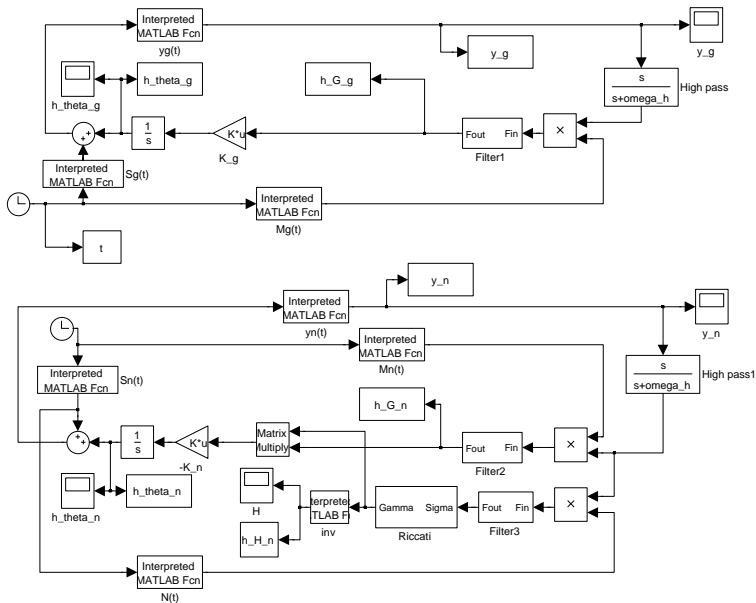 Interpreted
MATLAB Fcn
yg(t)
y_g
y_g
h_theta_g
h_theta_g
h_G_g
s
s+omega_h
High pass
+
+
1
s
K*u
K_g
Fout Fin
Filter1
×
Interpreted
MATLAB Fcn
Sg(t)
Interpreted
MATLAB Fcn
Mg(t)
t
y_n
Interpreted
MATLAB Fcn
yn(t)
y_n
Interpreted
MATLAB Fcn
Mn(t)
Interpreted
MATLAB Fcn
Sn(t)
s
s+omega_h
High pass1
h_G_n
+
+
1
s
K*u
-K_n
Matrix
Multiply
Fout Fin
Filter2
×
h_theta_n
h_theta_n
H
h_H_n
terprete
TLAB F
inv
Gamma Sigma
Riccati
Fout Fin
Filter3
×
Interpreted
MATLAB Fcn
N(t)